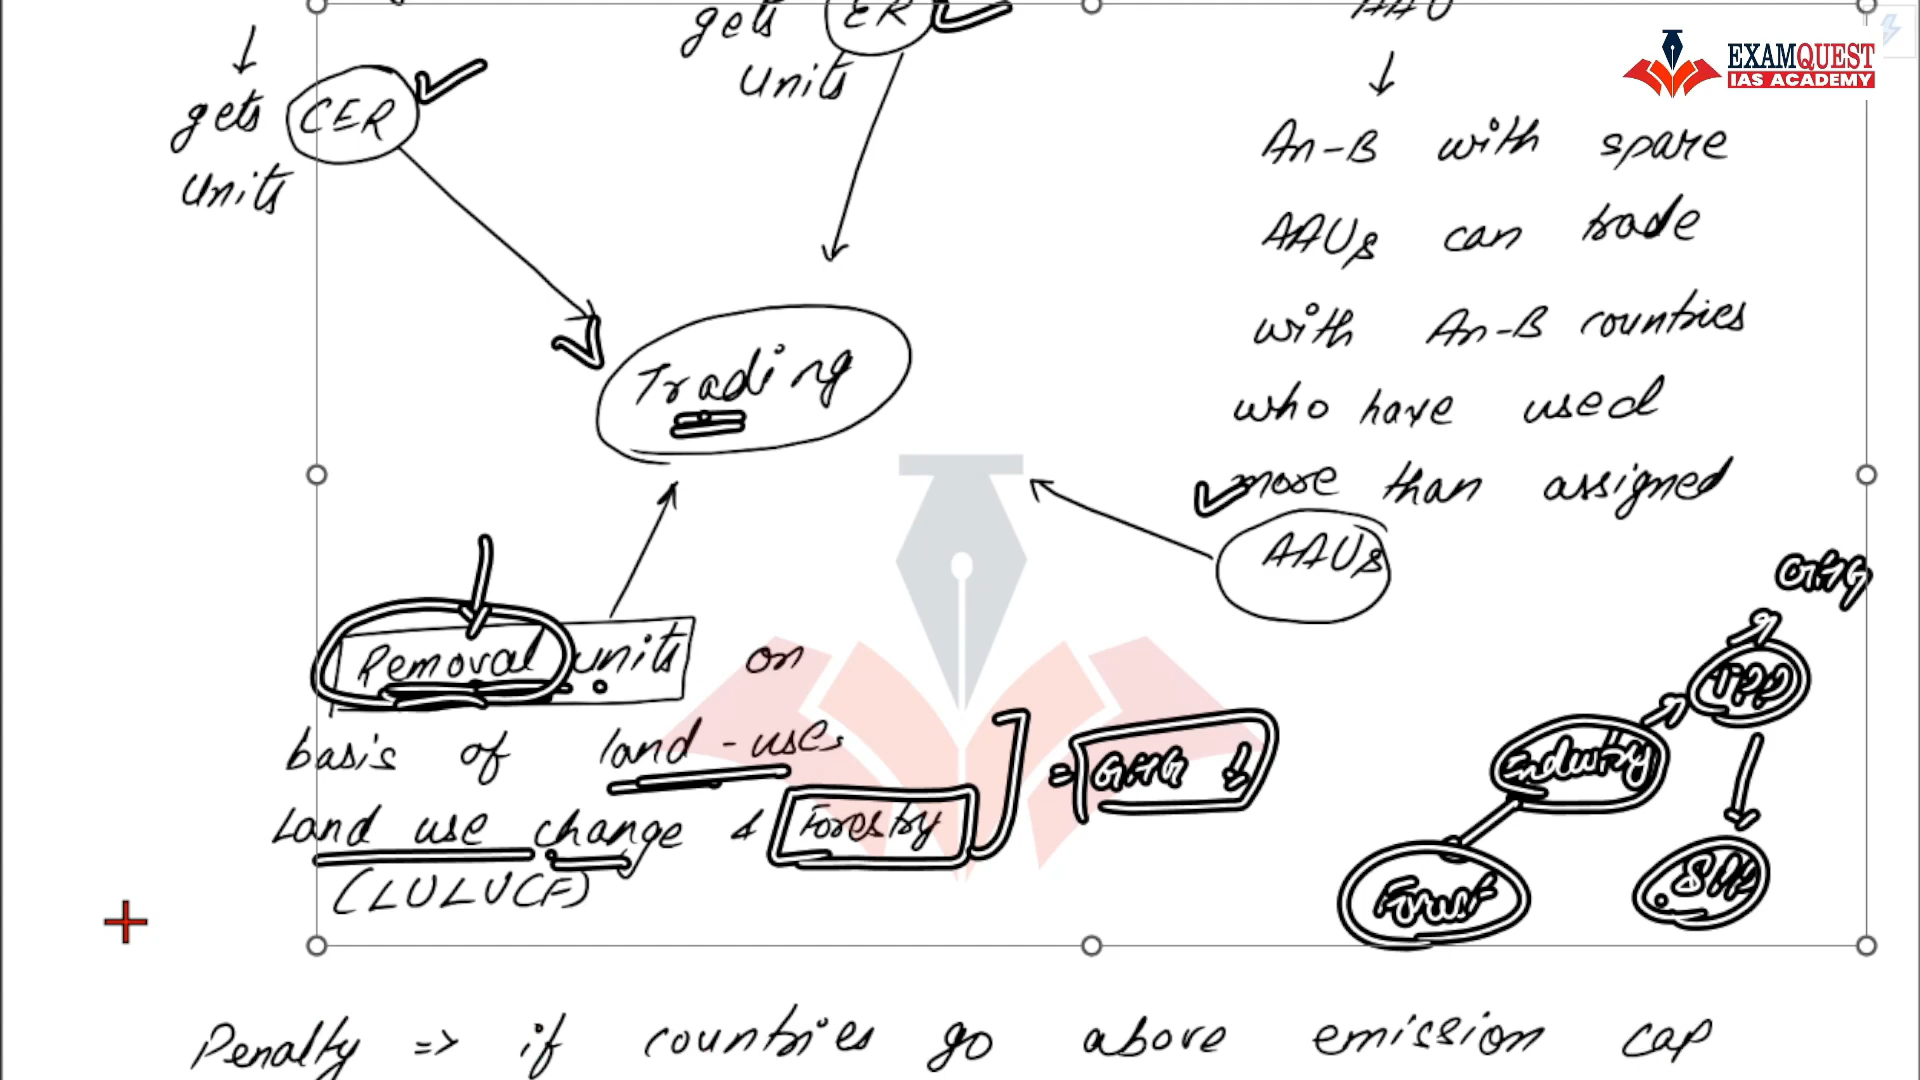 gets ER
Units
AAU
gets CER
Units
EXAMQUEST
IAS ACADEMY
An-B with spare
AAUs can trade
with An-B countries
who have used
more than assigned
AAUs
Trading
Removal units on
basis of land-uses
Land use change & Forestry
(LULUCF)
= GHG ↓
GHG
Industry
Forest
Penalty => if countries go above emission cap